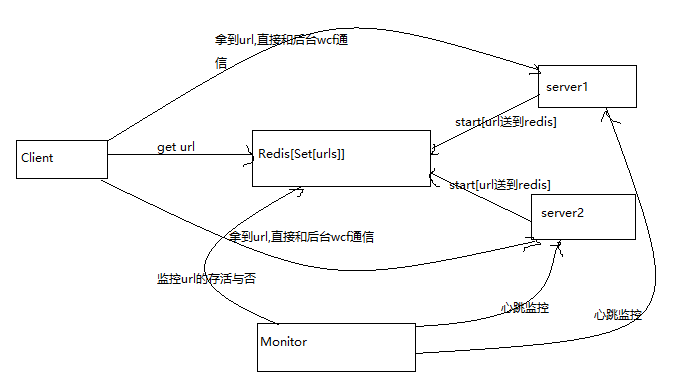 拿到url,直接和后台wcf通
信
server1
start[url送到redis]
get url
Redis[Set[urls]]
Client
start[url送到redis]
server2
拿到url,直接和后台wcf通信
监控url的存活与否
心跳监控
心跳监控
Monitor